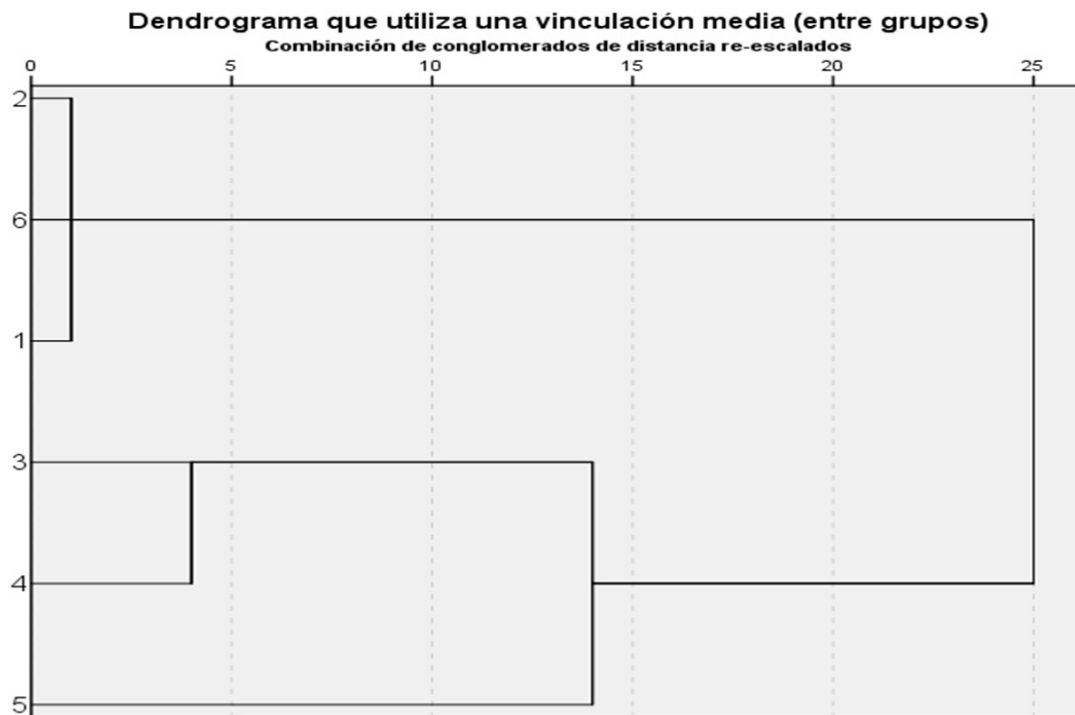 Dendrograma que utiliza una vinculación media (entre grupos)
Combinación de conglomerados de distancia re-escalados
0 5 10 15 20 25
2
6
1
3
4
5